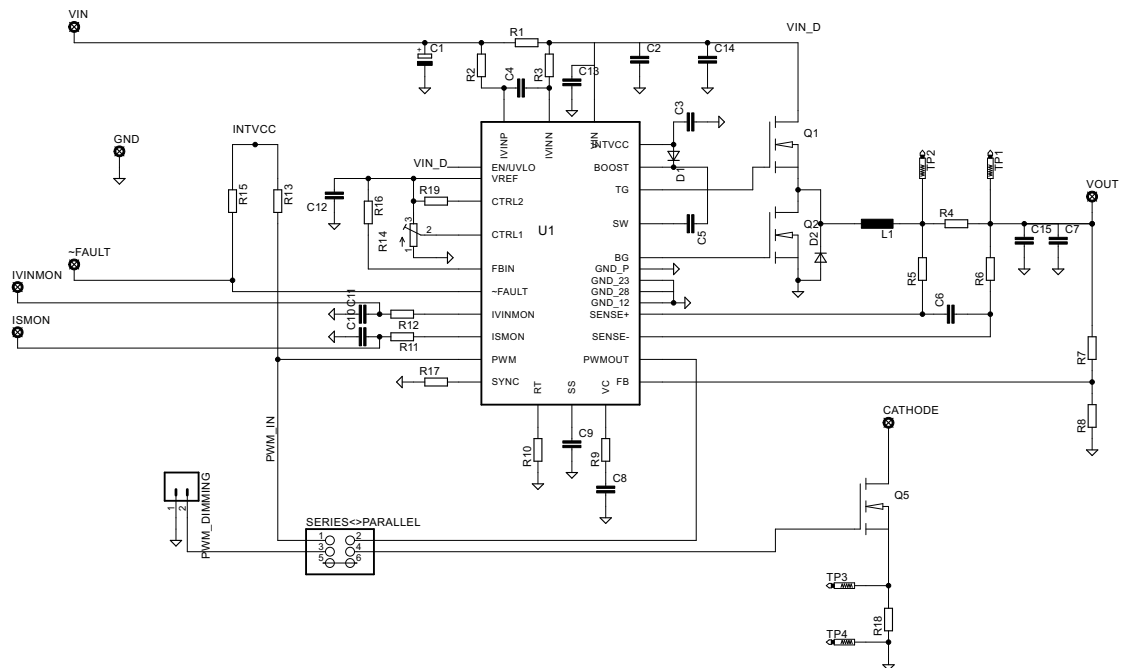 VIN
VIN_D
R1
C1
R2
C4
R3
C13
C2
C14
C3
IVINP
IVINN
VIN
INTVCC
Q1
GND
INTVCC
D1
VIN_D
EN/UVLO
BOOST
TP2
TP1
VREF
R15
R13
R19
TG
C12
R16
CTRL2
VOUT
3
SW
C5
Q2
R4
R14
2
CTRL1
U1
D2
L1
C15
C7
1
BG
~FAULT
FBIN
GND_P
R5
R6
GND_23
IVINMON
~FAULT
GND_28
C11
GND_12
C6
IVINMON
SENSE+
ISMON
C10
R12
ISMON
SENSE-
R11
R7
PWM
PWMOUT
R17
SYNC
RT
SS
VC
FB
CATHODE
R8
PWM_IN
R10
C9
R9
C8
Q5
PWM_DIMMING
1
2
SERIES<>PARALLEL
1
2
3
4
5
6
TP3
R18
TP4